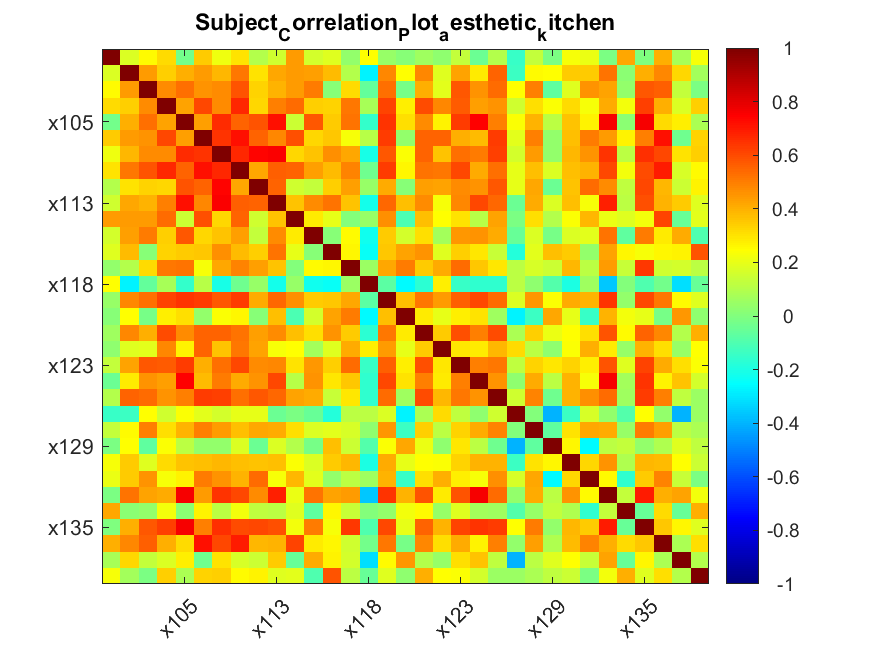 Subject_Correlation_Plot_aesthetic_kitchen
x105
x113
x118
x123
x129
x135
x105
x113
x118
x123
x129
x135
1
0.8
0.6
0.4
0.2
0
-0.2
-0.4
-0.6
-0.8
-1